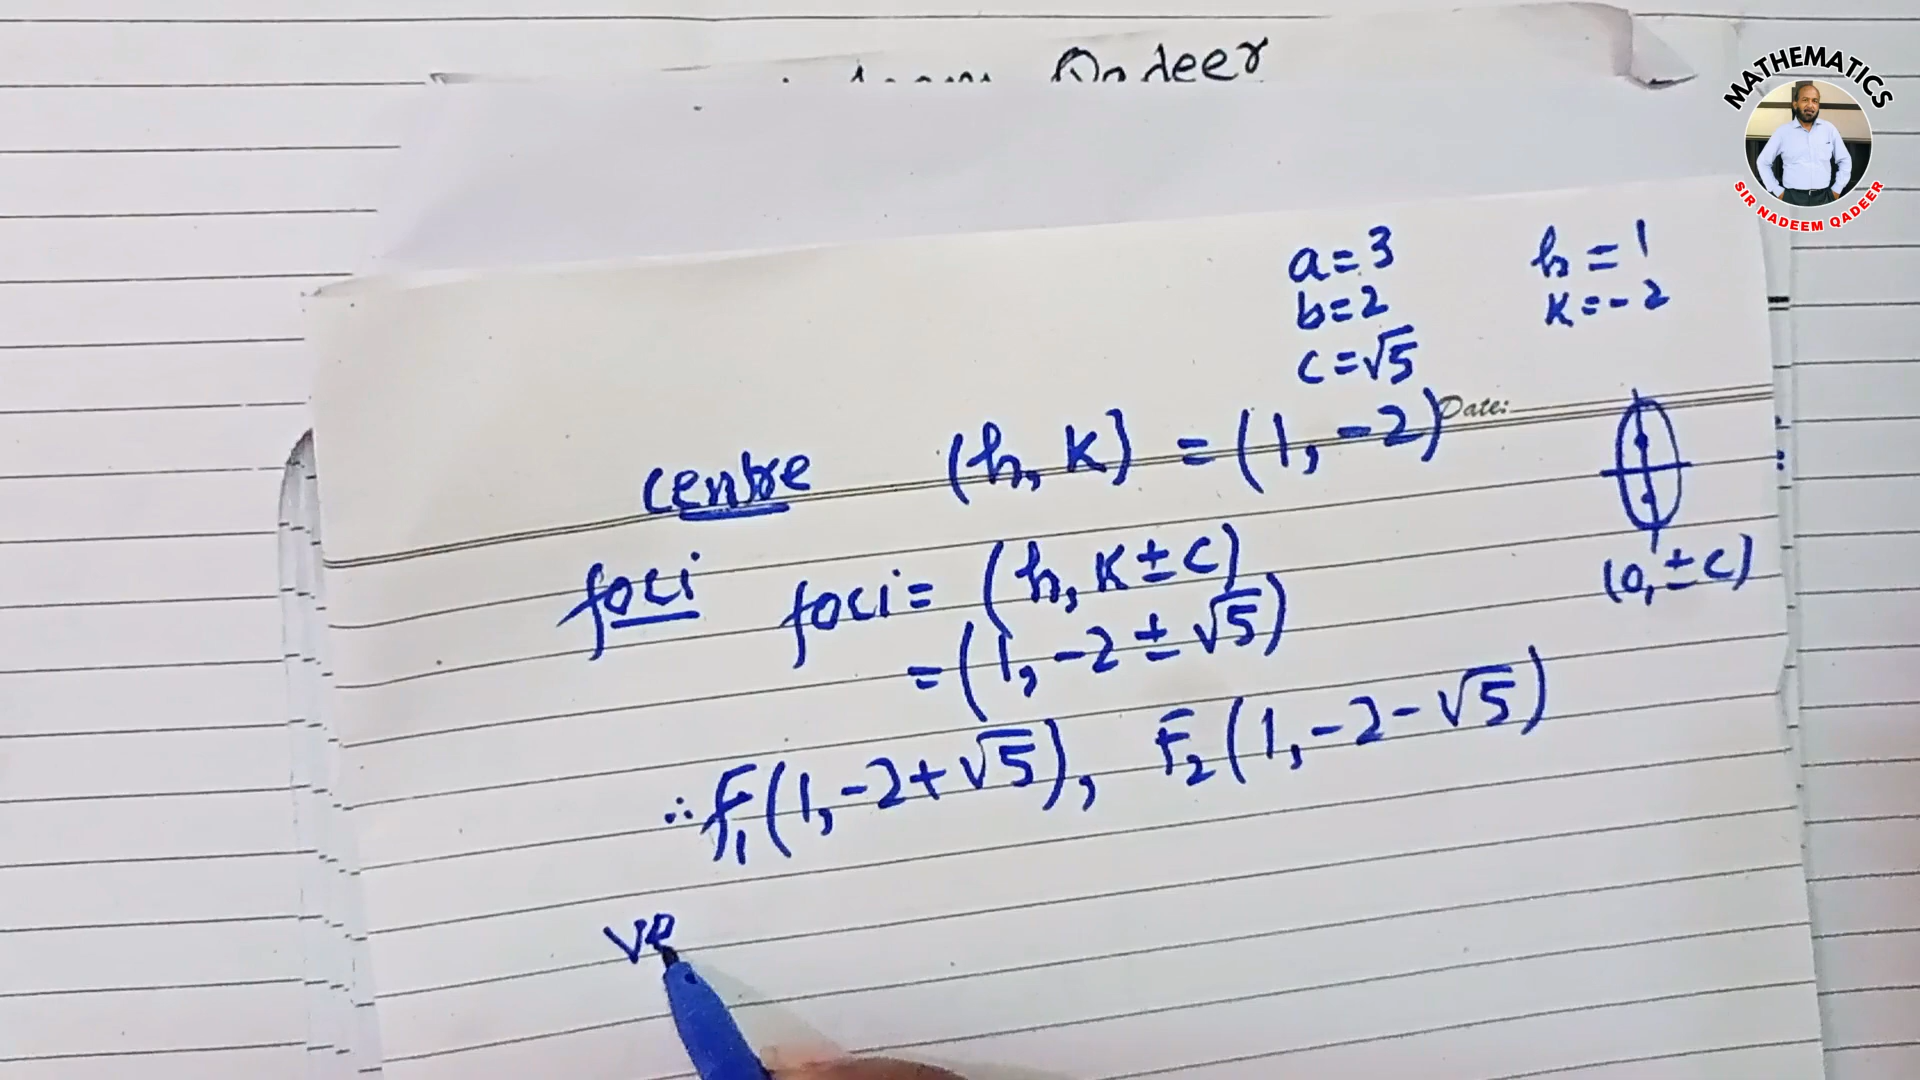 Qadeer
MATHEMATICS
SIR NADEEM QADEER
a = 3
b = 2
c = √5
h = 1
k = -2
Date:
centre (h, k) = (1, -2)
foci foci = (h, k ± c)
= (1, -2 ± √5)
(0, ± c)
∴ F₁(1, -2 + √5), F₂(1, -2 - √5)
ve